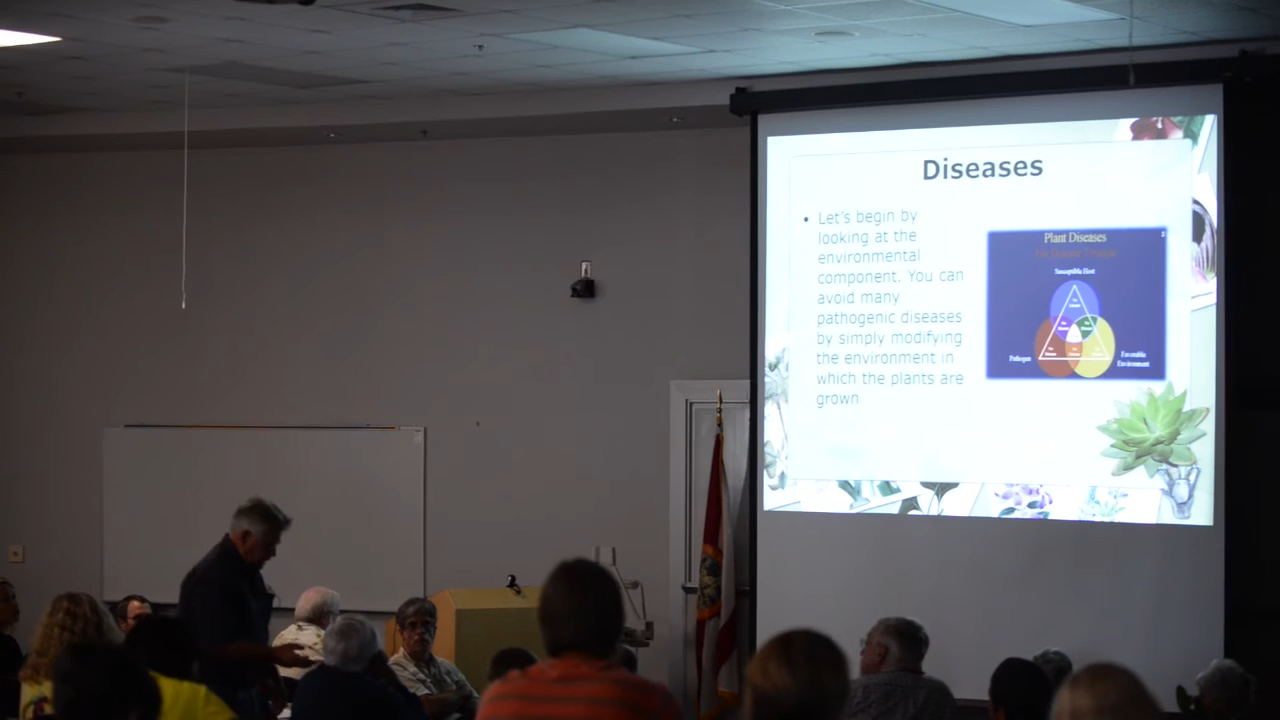 Diseases
• Let's begin by
looking at the
environmental
component. You can
avoid many
pathogenic diseases
by simply modifying
the environment in
which the plants are
grown
Plant Diseases
Susceptible Host
Pathogen
Favorable
Environment